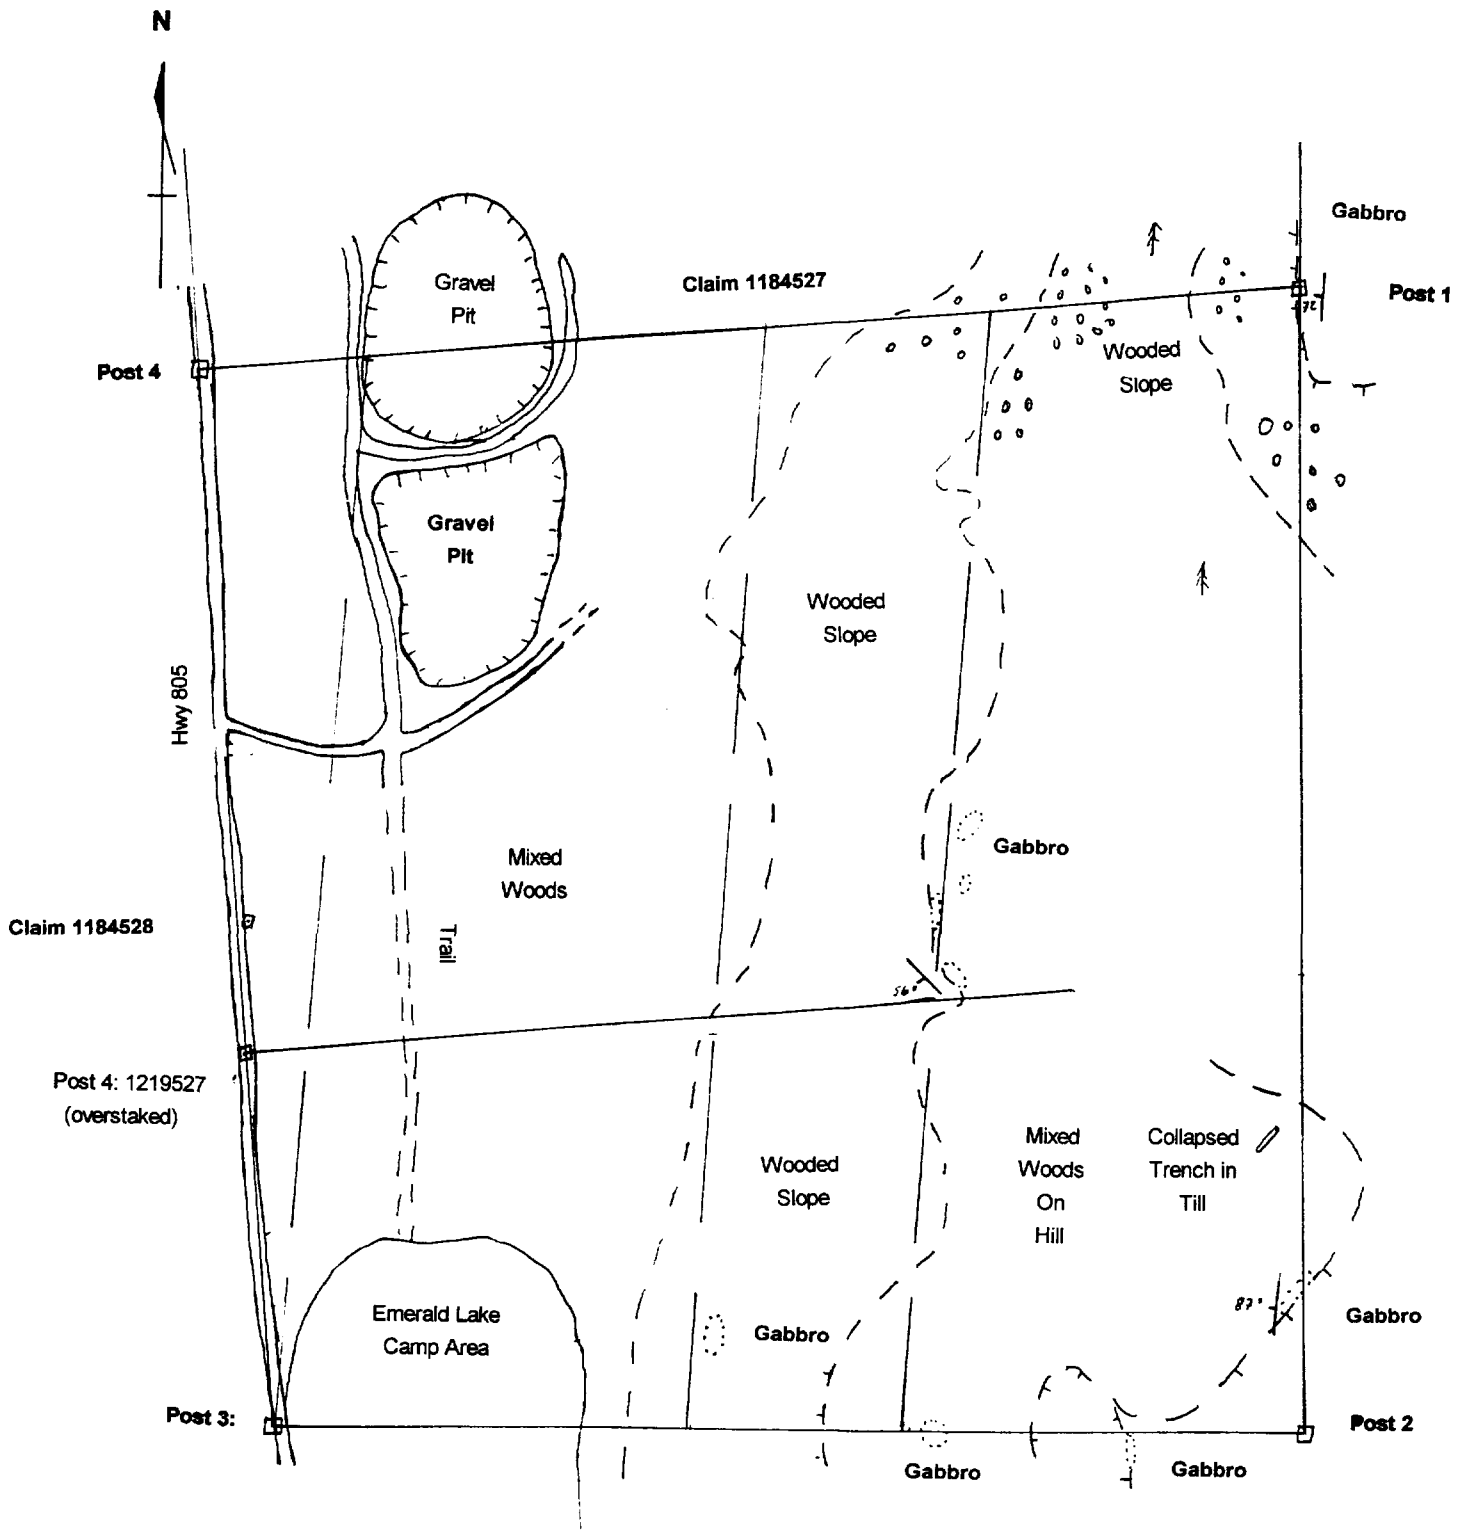 N
Gabbro
Gravel
Pit
Claim 1184527
Post 1
72
Wooded
Slope
Post 4
Gravel
Pit
Wooded
Slope
Hwy 805
Mixed
Woods
Gabbro
Claim 1184528
Trail
56°
Post 4: 1219527
(overstaked)
Mixed
Woods
On
Hill
Collapsed
Trench in
Till
Wooded
Slope
87°
Gabbro
Emerald Lake
Camp Area
Gabbro
Post 3:
Post 2
Gabbro
Gabbro